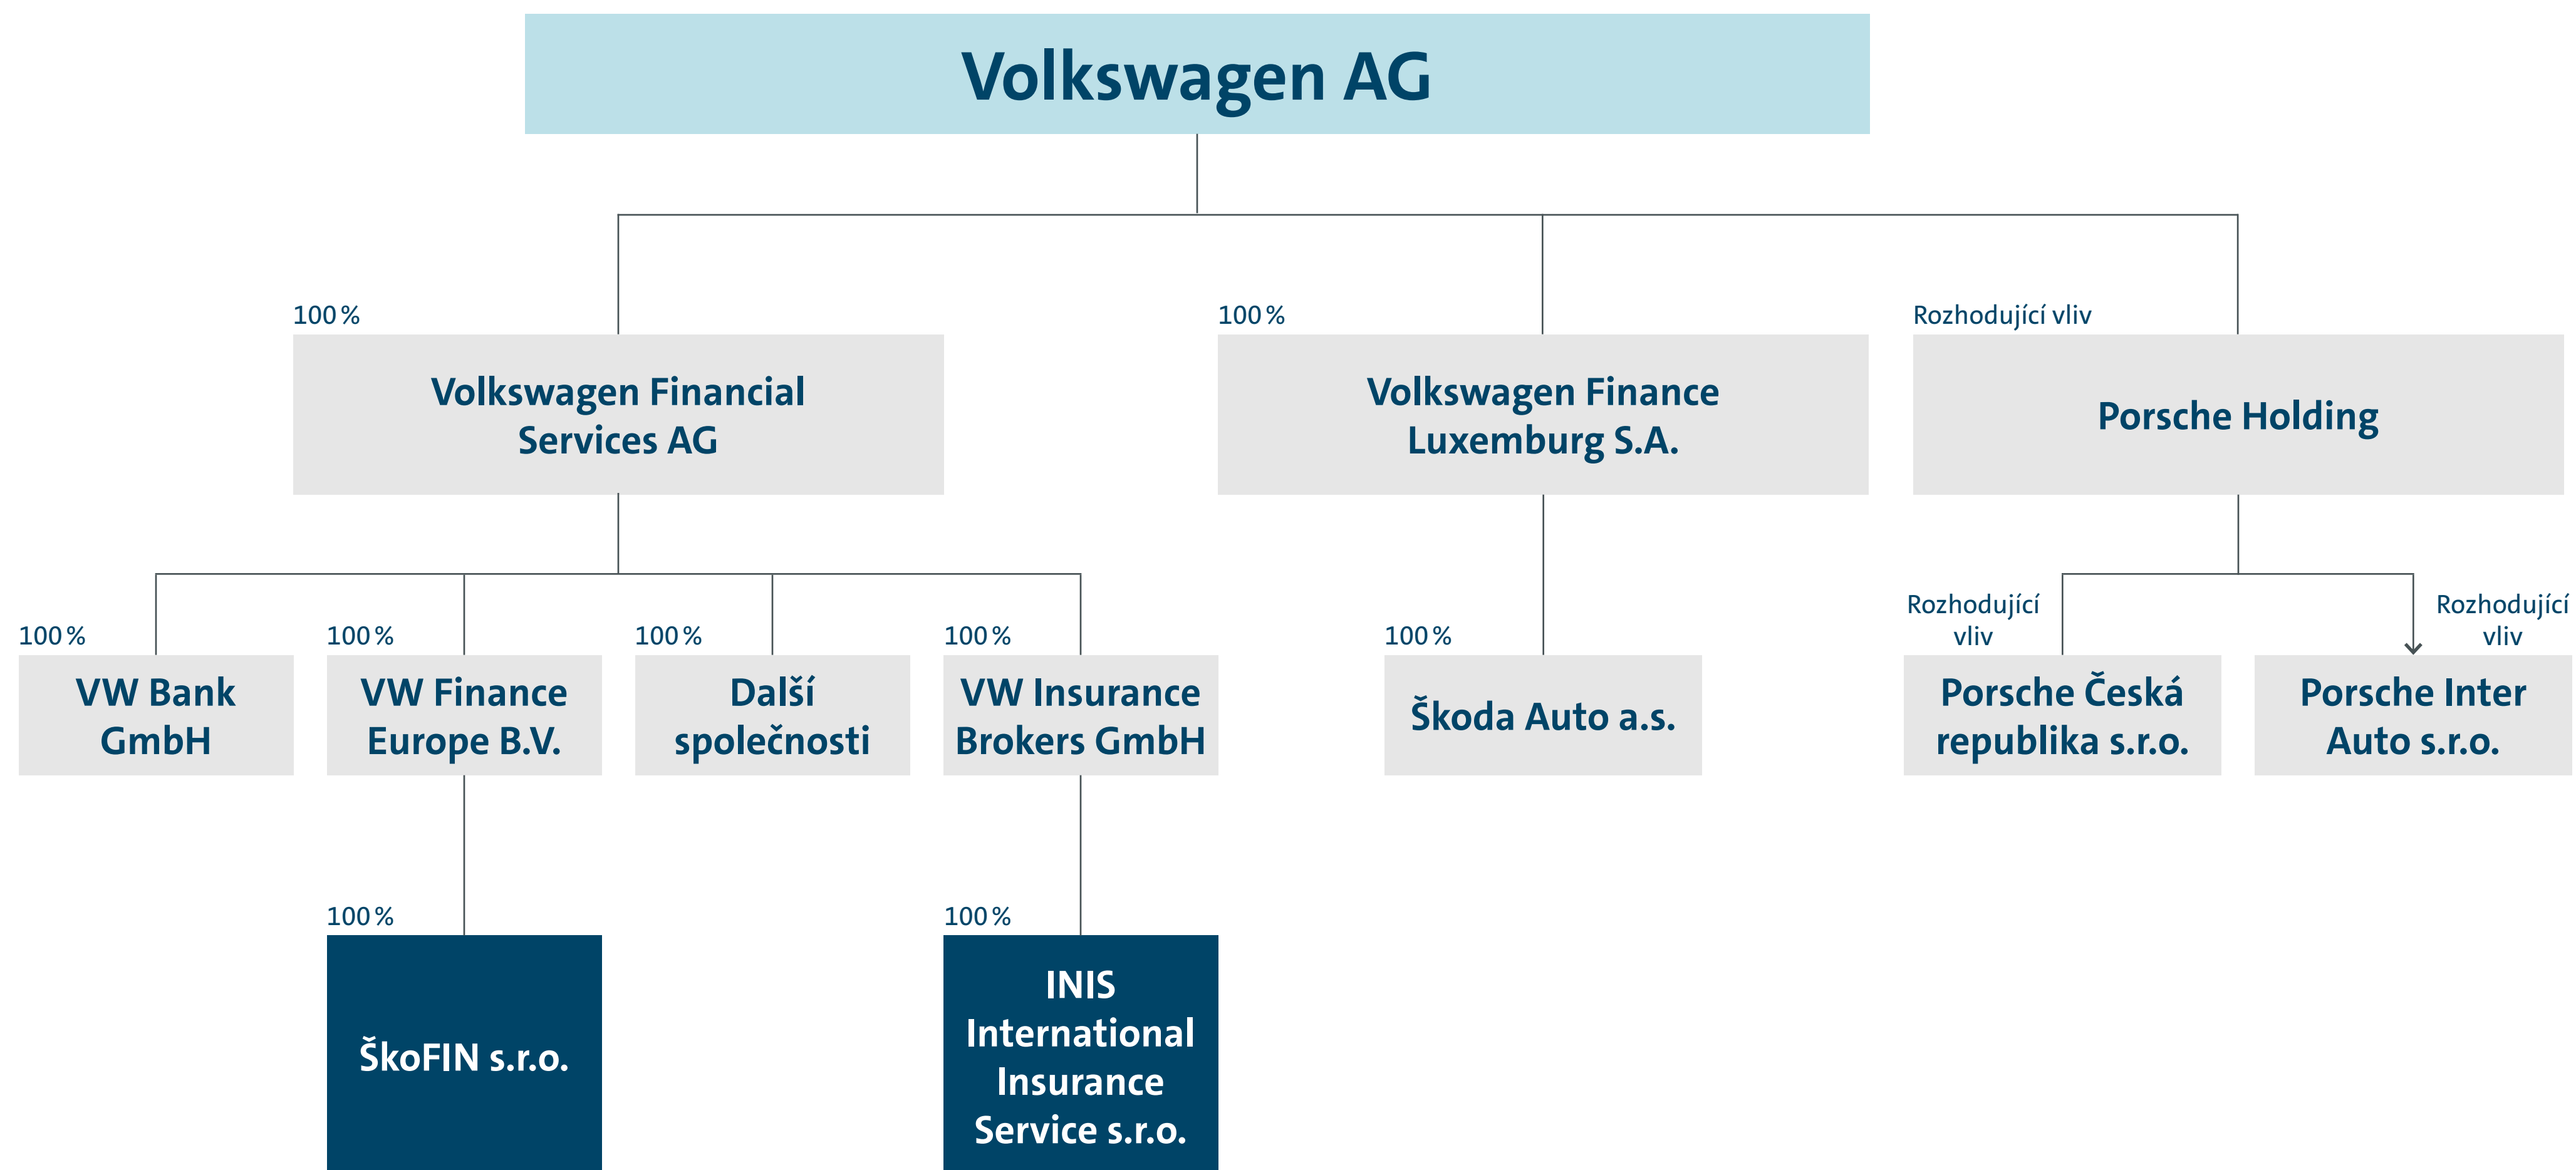 Volkswagen AG
100 %
Volkswagen Financial
Services AG
100 %
Volkswagen Finance
Luxemburg S.A.
Rozhodující vliv
Porsche Holding
100 %
VW Bank
GmbH
100 %
VW Finance
Europe B.V.
100 %
Další
společnosti
100 %
VW Insurance
Brokers GmbH
100 %
Škoda Auto a.s.
Rozhodující
vliv
Porsche Česká
republika s.r.o.
Rozhodující
vliv
Porsche Inter
Auto s.r.o.
100 %
ŠkoFIN s.r.o.
100 %
INIS
International
Insurance
Service s.r.o.